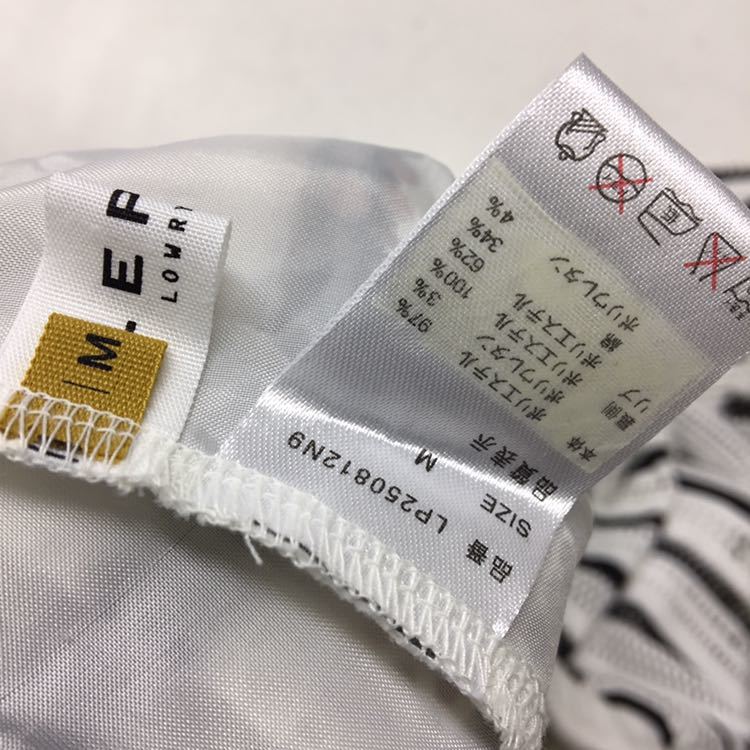 M.EP
LOWR
M
品番 LP250812N9
SIZE M
品質表示
本体 ポリエステル 97%
ポリウレタン 3%
裏側 ポリエステル 100%
リブ ポリエステル 62%
綿 34%
ポリウレタン 4%